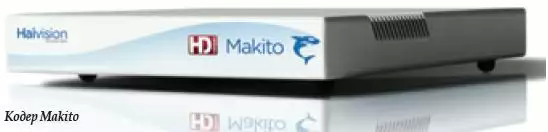 Haivision
HD Makito
Кодер Makito